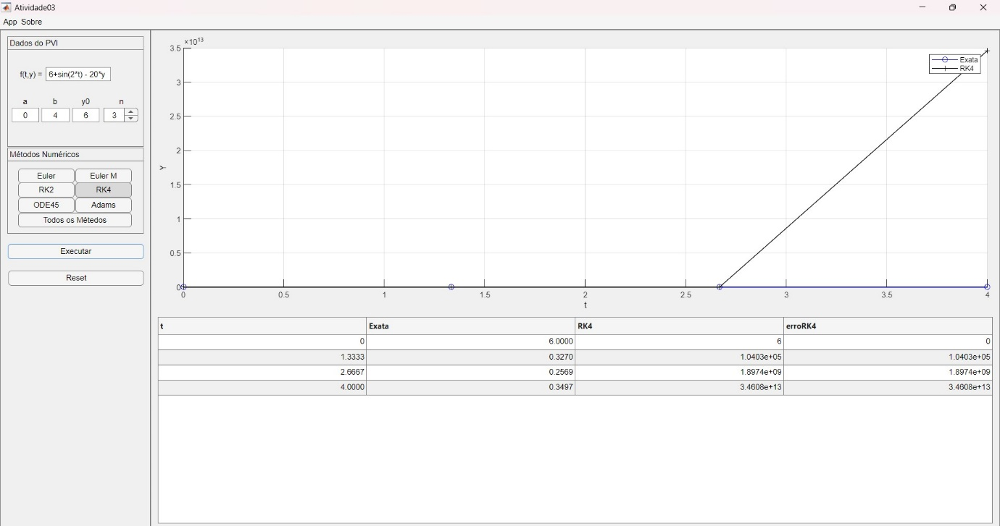 Atividade03
App Sobre
Dados do PVI
f(t,y) = 6+sin(2*t) - 20*y
a b y0 n
0 4 6 3
Métodos Numéricos
Euler Euler M
RK2 RK4
ODE45 Adams
Todos os Métedos
Executar
Reset
×10^13
3.5
3
2.5
2
1.5
1
0.5
0
Y
0 0.5 1 1.5 2 2.5 3 3.5 4
t
Exata
RK4
t Exata RK4 erroRK4
0 6.0000 6 0
1.3333 0.3270 1.0403e+05 1.0403e+05
2.6667 0.2569 1.8974e+09 1.8974e+09
4.0000 0.3497 3.4608e+13 3.4608e+13